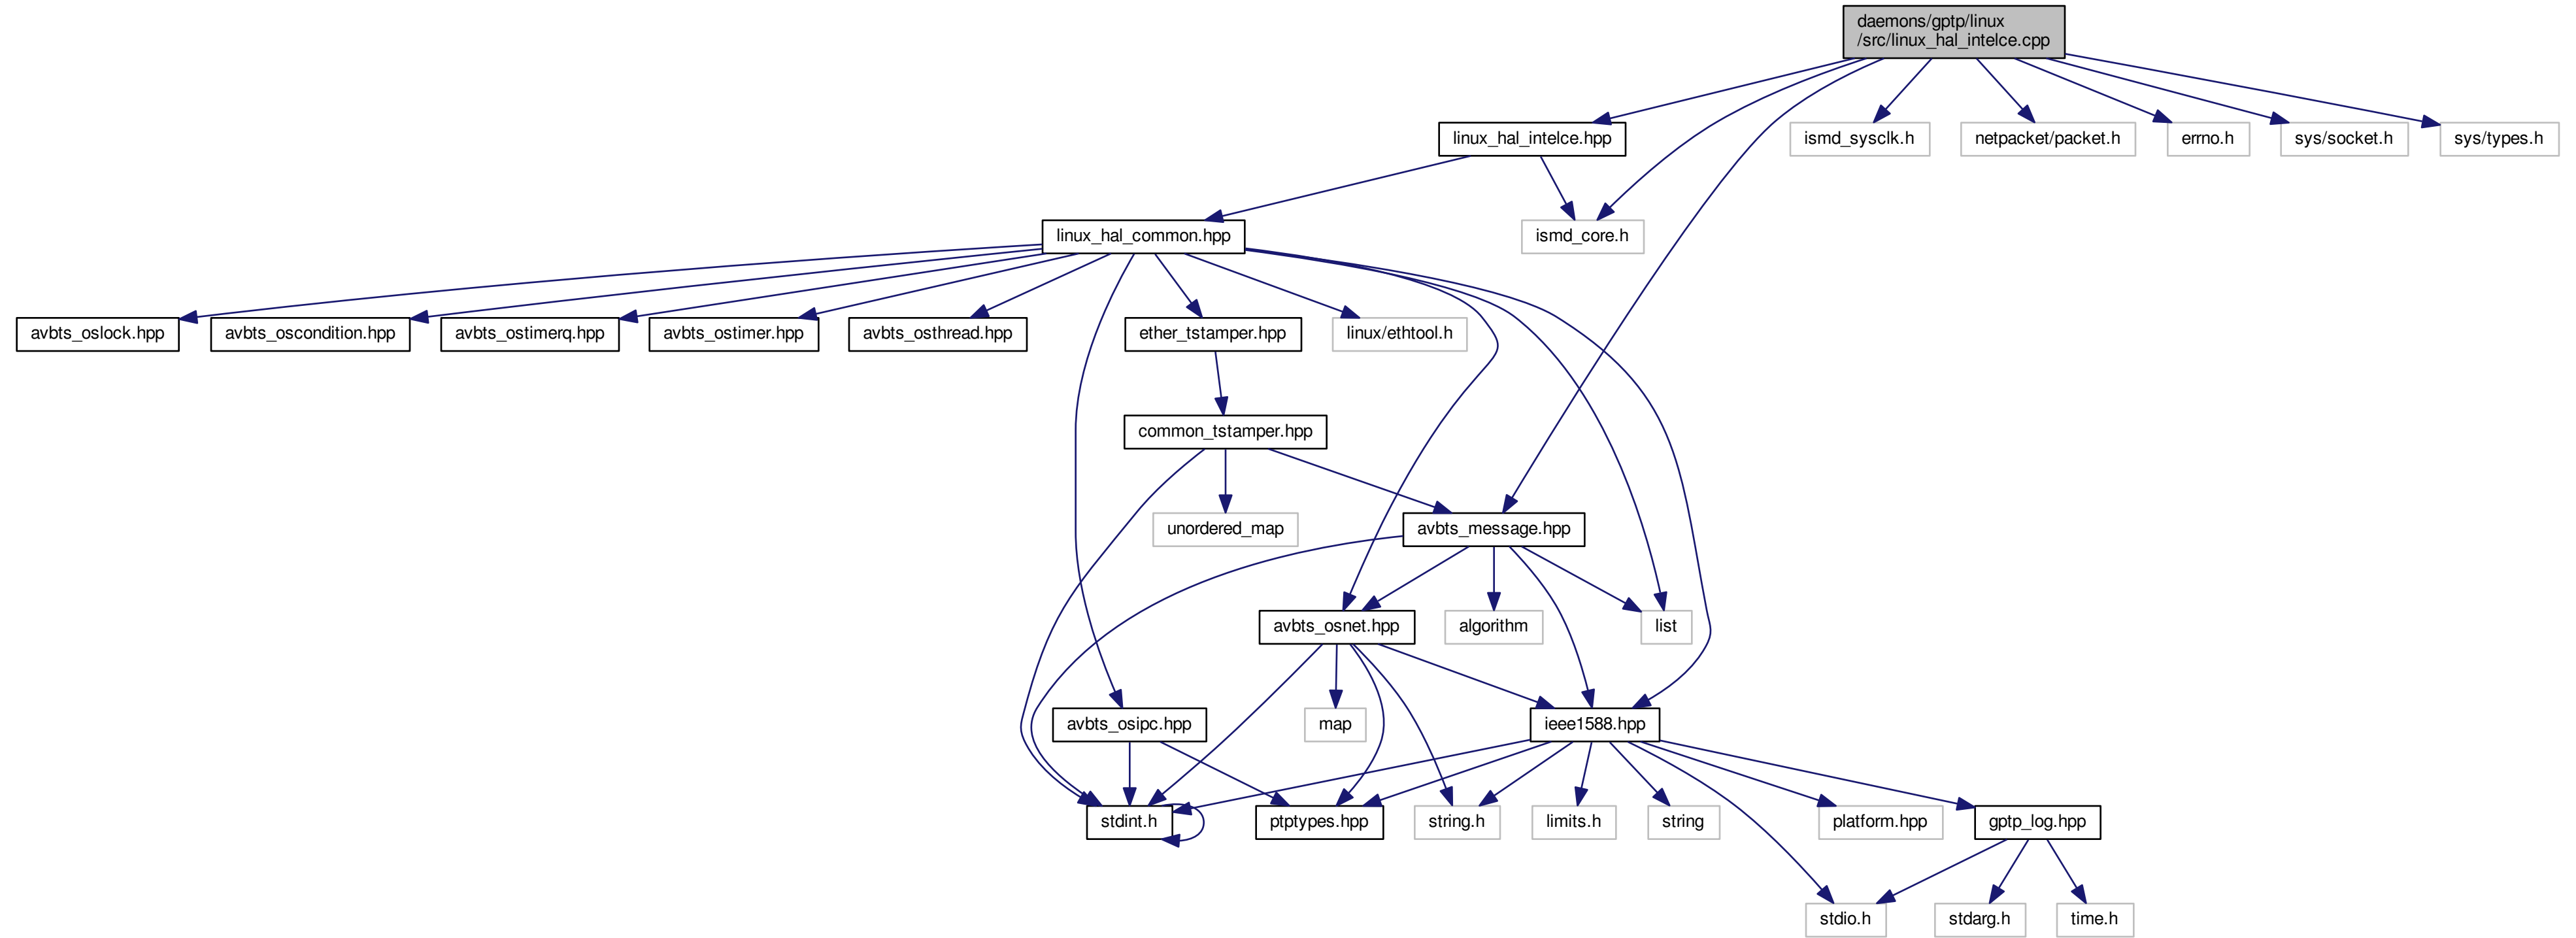 daemons/gptp/linux
/src/linux_hal_intelce.cpp
linux_hal_intelce.hpp
ismd_sysclk.h
netpacket/packet.h
errno.h
sys/socket.h
sys/types.h
linux_hal_common.hpp
ismd_core.h
avbts_oslock.hpp
avbts_oscondition.hpp
avbts_ostimerq.hpp
avbts_ostimer.hpp
avbts_osthread.hpp
ether_tstamper.hpp
linux/ethtool.h
common_tstamper.hpp
unordered_map
avbts_message.hpp
avbts_osnet.hpp
algorithm
list
avbts_osipc.hpp
map
ieee1588.hpp
stdint.h
ptptypes.hpp
string.h
limits.h
string
platform.hpp
gptp_log.hpp
stdio.h
stdarg.h
time.h